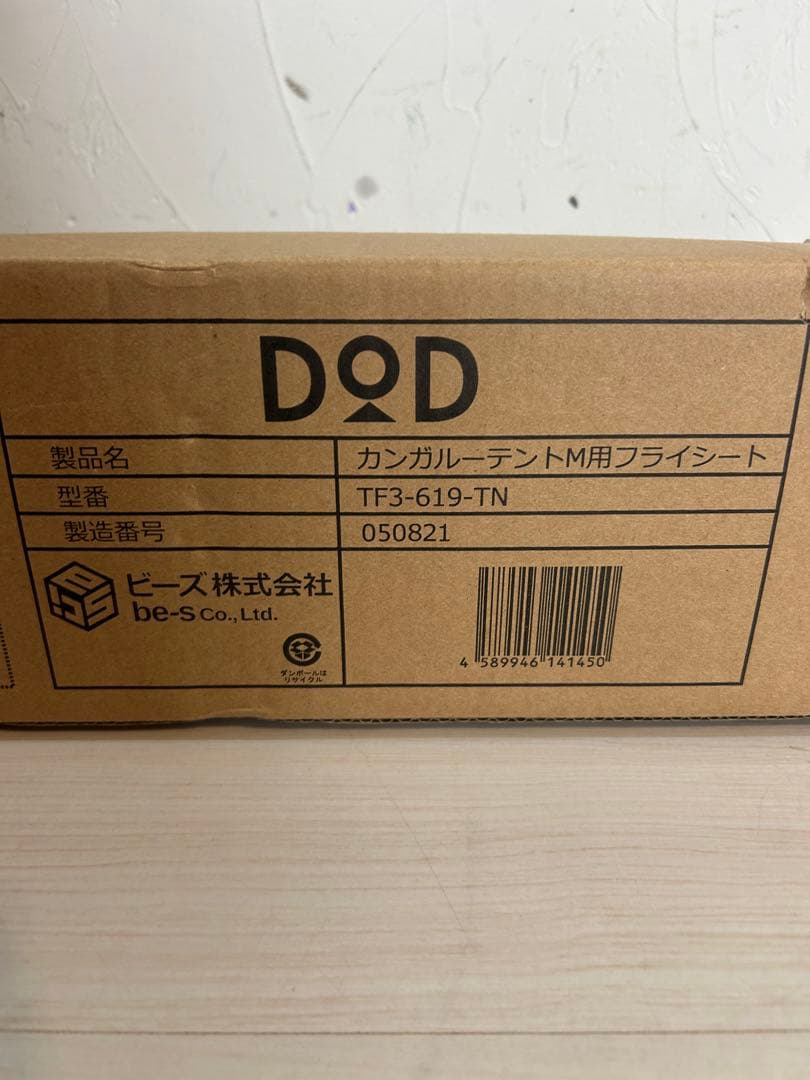 DOD
製品名 カンガルーテントM用フライシート
型番 TF3-619-TN
製造番号 050821
ビーズ株式会社
be-s Co.,Ltd.
ダンボールは
リサイクル
4 589946 141450